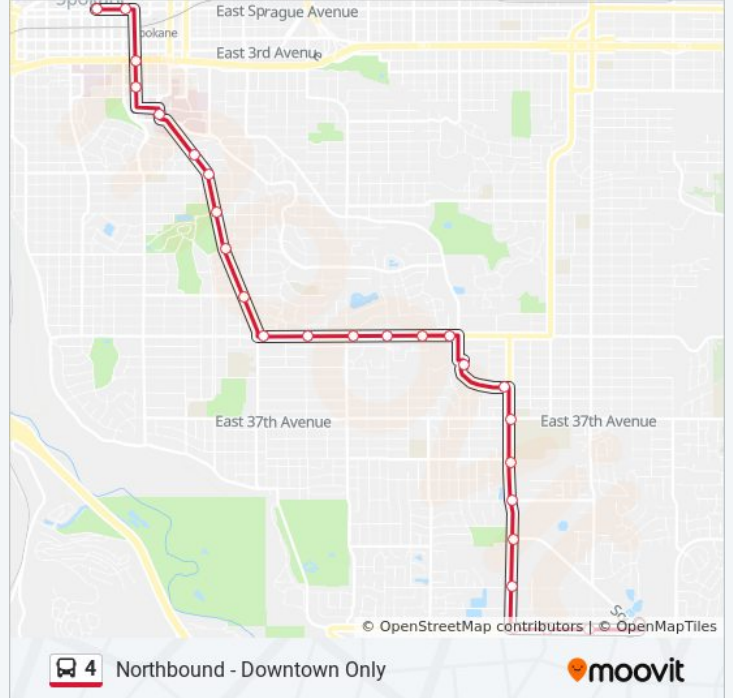 East Sprague Avenue
pokane
East 3rd Avenue
East 37th Avenue
East 37th Avenue
© OpenStreetMap contributors | © OpenMapTiles
4 Northbound - Downtown Only
moovit